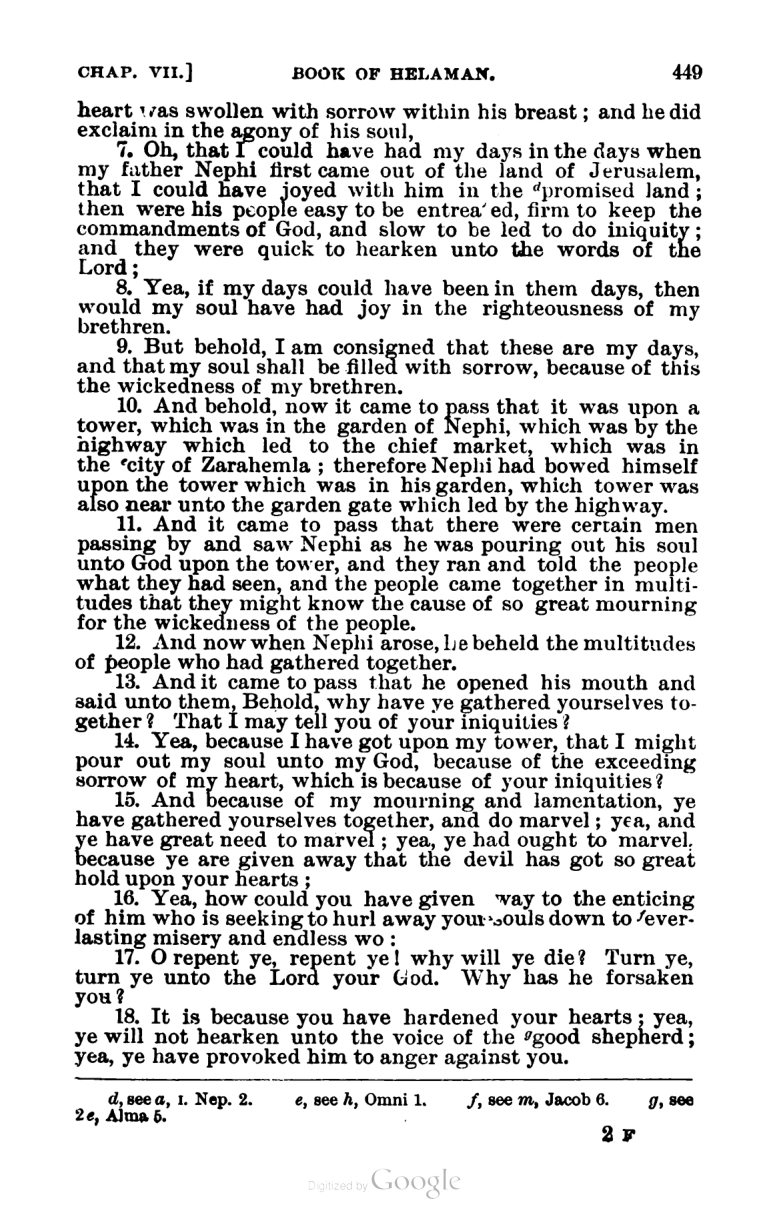 CHAP. VII.] BOOK OF HELAMAN. 449
heart was swollen with sorrow within his breast; and he did
exclaim in the agony of his soul,
7. Oh, that I could have had my days in the days when
my father Nephi first came out of the land of Jerusalem,
that I could have joyed with him in the ᵈpromised land;
then were his people easy to be entreated, firm to keep the
commandments of God, and slow to be led to do iniquity;
and they were quick to hearken unto the words of the
Lord;
8. Yea, if my days could have been in them days, then
would my soul have had joy in the righteousness of my
brethren.
9. But behold, I am consigned that these are my days,
and that my soul shall be filled with sorrow, because of this
the wickedness of my brethren.
10. And behold, now it came to pass that it was upon a
tower, which was in the garden of Nephi, which was by the
highway which led to the chief market, which was in
the ᵉcity of Zarahemla; therefore Nephi had bowed himself
upon the tower which was in his garden, which tower was
also near unto the garden gate which led by the highway.
11. And it came to pass that there were certain men
passing by and saw Nephi as he was pouring out his soul
unto God upon the tower, and they ran and told the people
what they had seen, and the people came together in multi-
tudes that they might know the cause of so great mourning
for the wickedness of the people.
12. And now when Nephi arose, he beheld the multitudes
of people who had gathered together.
13. And it came to pass that he opened his mouth and
said unto them, Behold, why have ye gathered yourselves to-
gether? That I may tell you of your iniquities?
14. Yea, because I have got upon my tower, that I might
pour out my soul unto my God, because of the exceeding
sorrow of my heart, which is because of your iniquities?
15. And because of my mourning and lamentation, ye
have gathered yourselves together, and do marvel; yea, and
ye have great need to marvel; yea, ye had ought to marvel,
because ye are given away that the devil has got so great
hold upon your hearts;
16. Yea, how could you have given way to the enticing
of him who is seeking to hurl away your souls down to ᶠever-
lasting misery and endless wo:
17. O repent ye, repent ye! why will ye die? Turn ye,
turn ye unto the Lord your God. Why has he forsaken
you?
18. It is because you have hardened your hearts; yea,
ye will not hearken unto the voice of the ᵍgood shepherd;
yea, ye have provoked him to anger against you.
d, see a, I. Nep. 2. e, see h, Omni 1. f, see m, Jacob 6. g, see
2e, Alma 5.
2 F
Digitized by Google